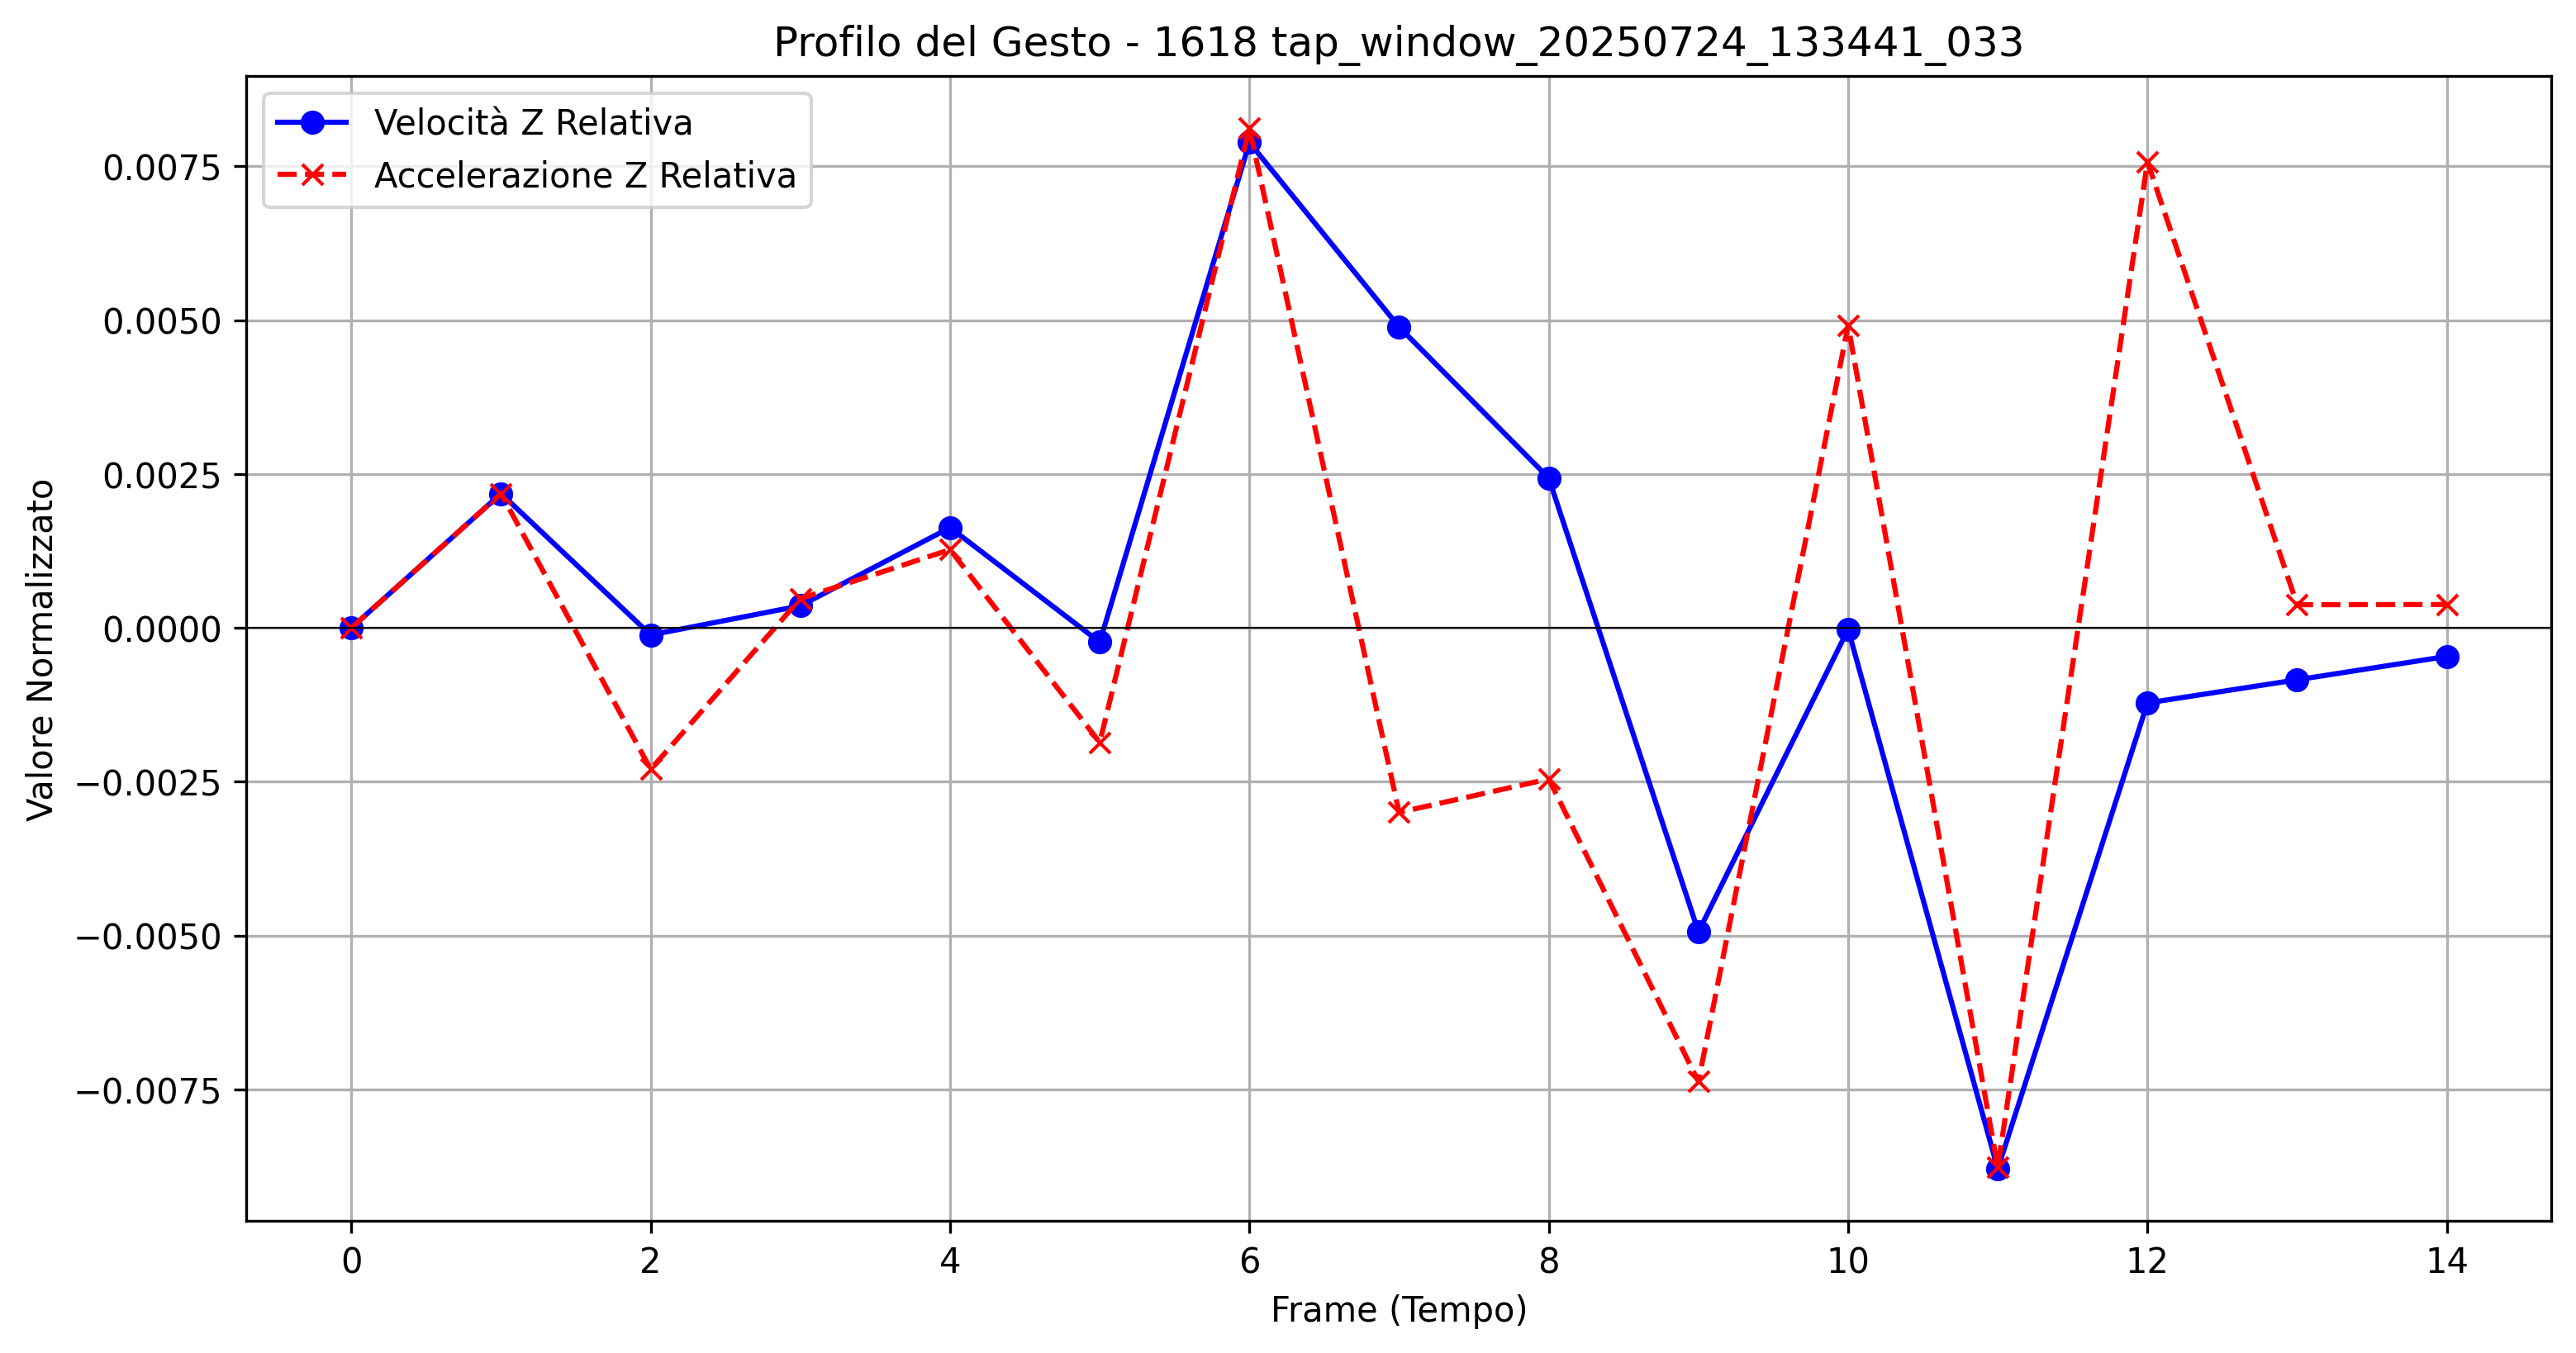 Profilo del Gesto - 1618 tap_window_20250724_133441_033
Velocità Z Relativa
Accelerazione Z Relativa
Valore Normalizzato
0.0075
0.0050
0.0025
0.0000
−0.0025
−0.0050
−0.0075
0 2 4 6 8 10 12 14
Frame (Tempo)